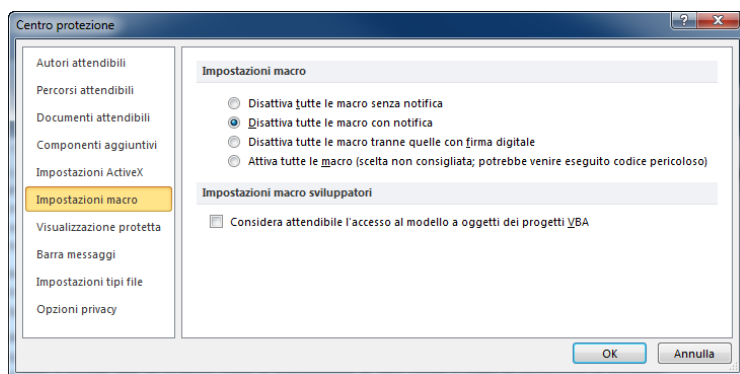 Centro protezione
Autori attendibili
Percorsi attendibili
Documenti attendibili
Componenti aggiuntivi
Impostazioni ActiveX
Impostazioni macro
Visualizzazione protetta
Barra messaggi
Impostazioni tipi file
Opzioni privacy
Impostazioni macro
Disattiva tutte le macro senza notifica
Disattiva tutte le macro con notifica
Disattiva tutte le macro tranne quelle con firma digitale
Attiva tutte le macro (scelta non consigliata; potrebbe venire eseguito codice pericoloso)
Impostazioni macro sviluppatori
Considera attendibile l'accesso al modello a oggetti dei progetti VBA
OK
Annulla